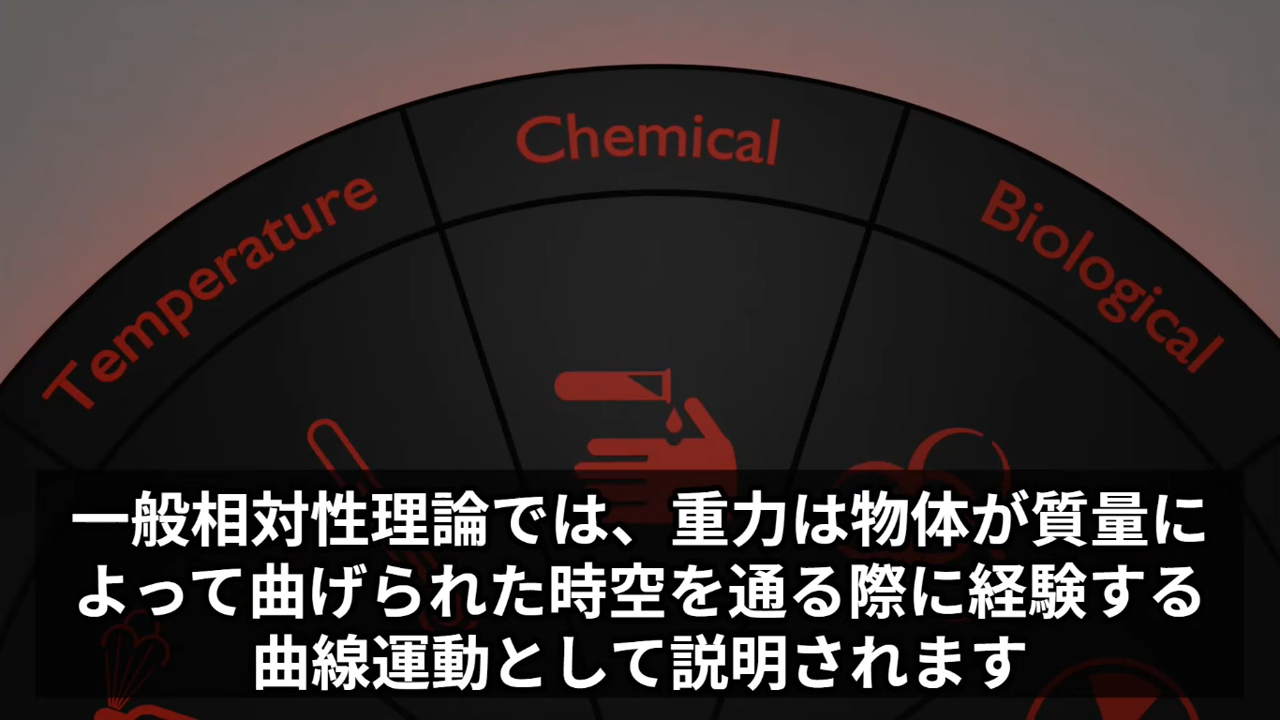 Chemical
Temperature
Biological
一般相対性理論では、重力は物体が質量に
よって曲げられた時空を通る際に経験する
曲線運動として説明されます